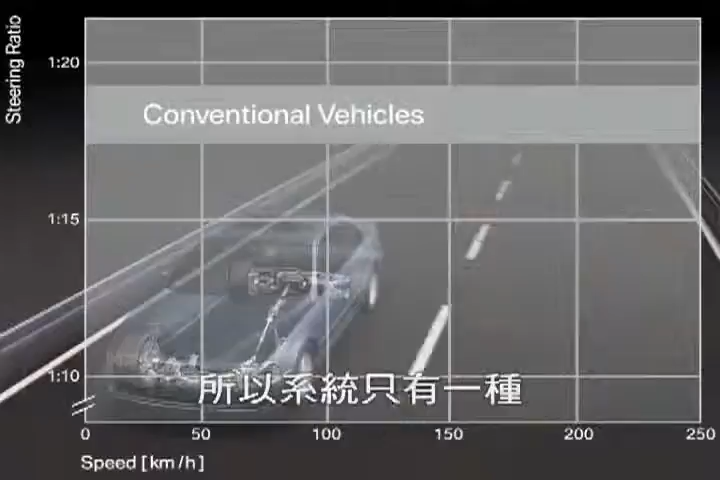 Steering Ratio
1:20
Conventional Vehicles
1:15
1:10
所以系統只有一種
0 50 100 150 200 250
Speed [km/h]